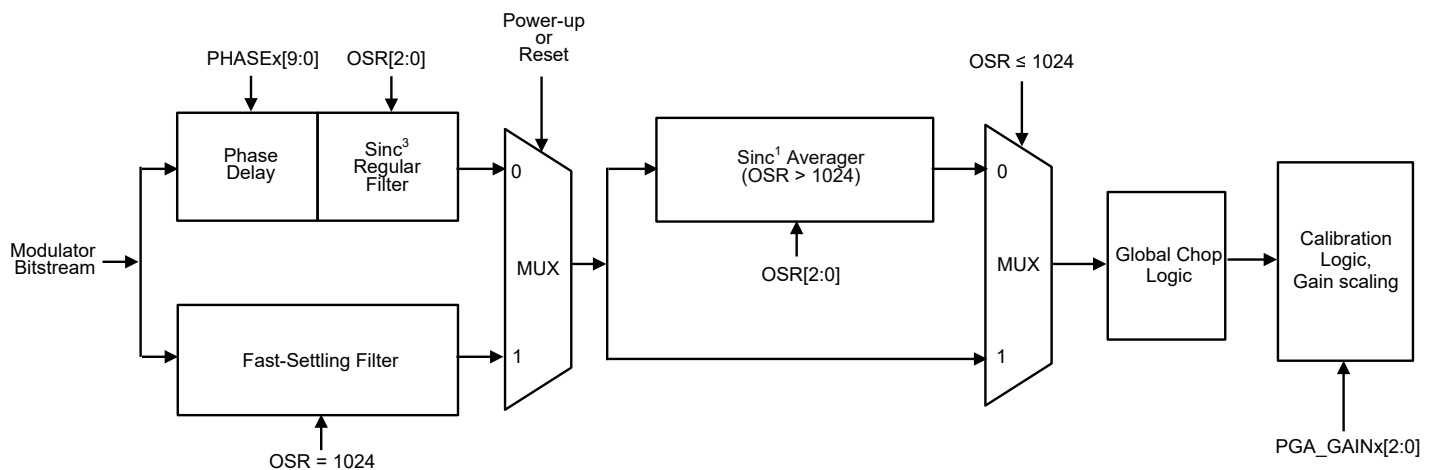 Power-up
or
Reset
PHASEx[9:0]
OSR[2:0]
OSR ≤ 1024
Phase
Delay
Sinc³
Regular
Filter
0
Sinc¹ Averager
(OSR > 1024)
0
Modulator
Bitstream
MUX
OSR[2:0]
MUX
Global Chop
Logic
Calibration
Logic,
Gain scaling
Fast-Settling Filter
1
1
OSR = 1024
PGA_GAINx[2:0]